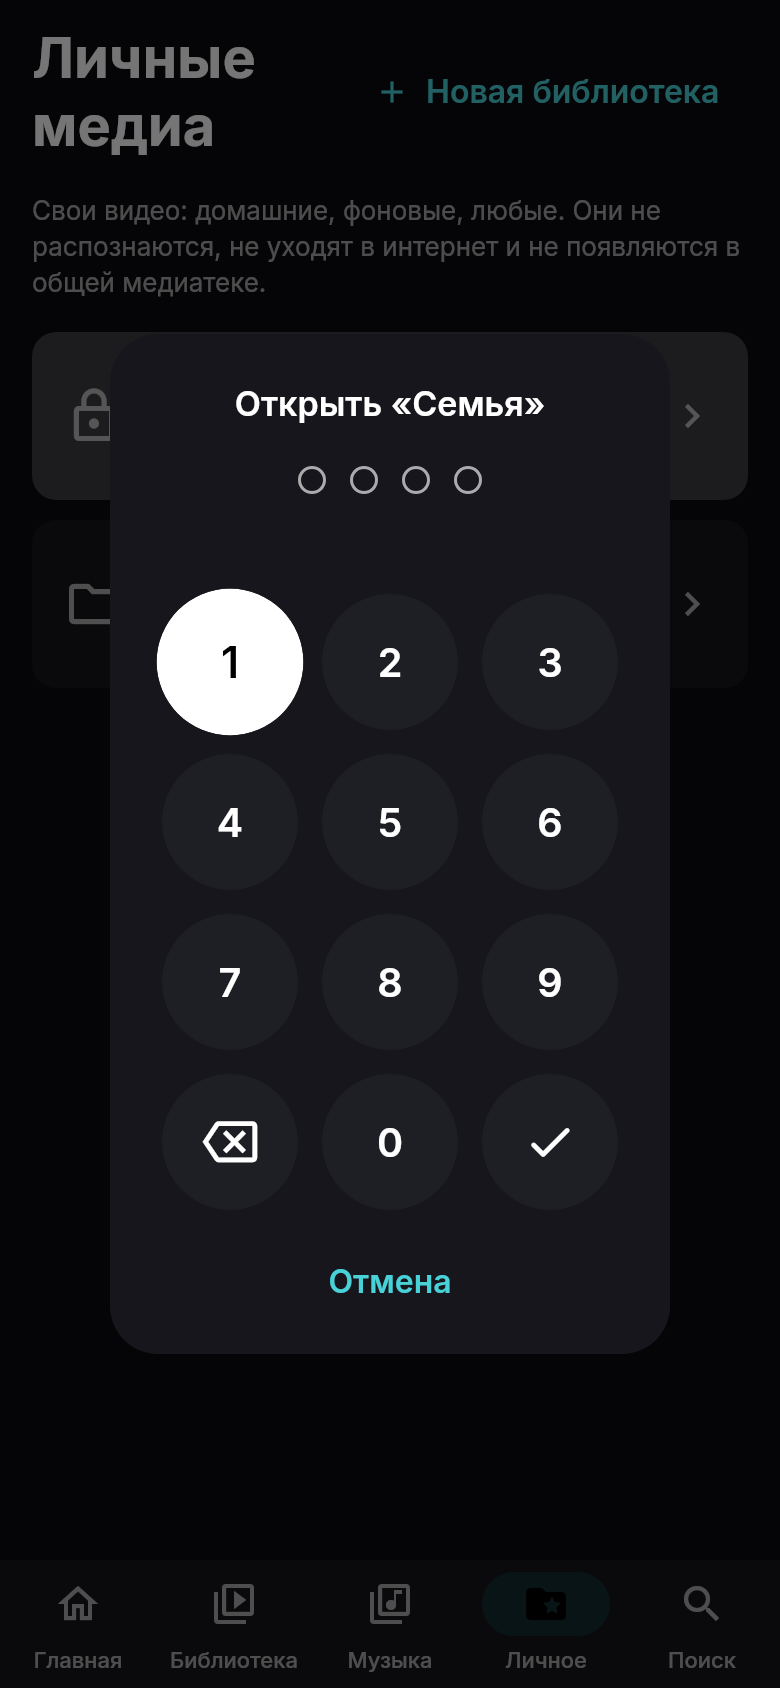 Личные
медиа
Новая библиотека
Свои видео: домашние, фоновые, любые. Они не
распознаются, не уходят в интернет и не появляются в
общей медиатеке.
Открыть «Семья»
1 2 3
4 5 6
7 8 9
0
Отмена
Главная Библиотека Музыка Личное Поиск